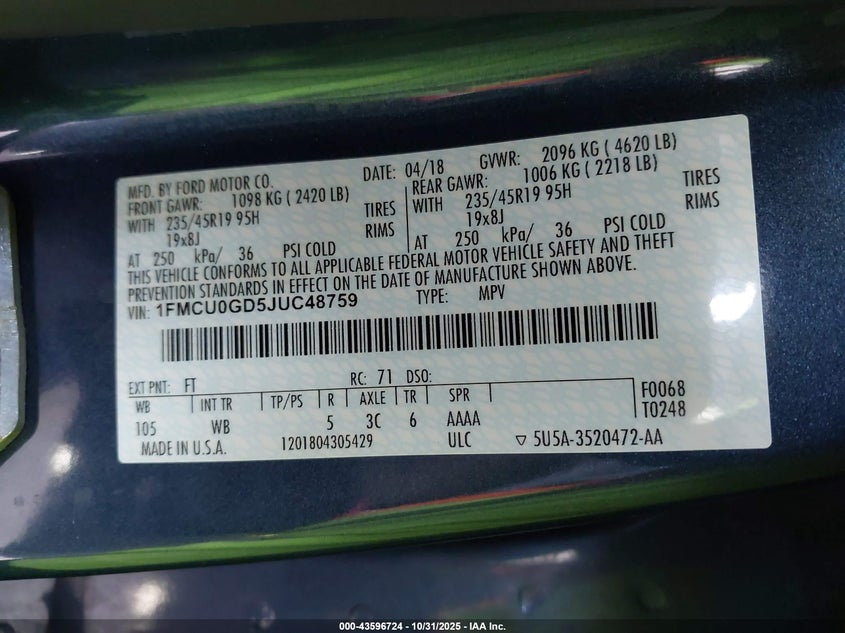 MFD. BY FORD MOTOR CO. DATE: 04/18 GVWR: 2096 KG ( 4620 LB)
FRONT GAWR: 1098 KG ( 2420 LB) REAR GAWR: 1006 KG ( 2218 LB)
WITH 235/45R19 95H TIRES WITH 235/45R19 95H TIRES
19x8J RIMS 19x8J RIMS
AT 250 kPa/ 36 PSI COLD AT 250 kPa/ 36 PSI COLD
THIS VEHICLE CONFORMS TO ALL APPLICABLE FEDERAL MOTOR VEHICLE SAFETY AND THEFT
PREVENTION STANDARDS IN EFFECT ON THE DATE OF MANUFACTURE SHOWN ABOVE.
VIN: 1FMCU0GD5JUC48759 TYPE: MPV
EXT PNT: FT RC: 71 DSO:
WB INT TR TP/PS R AXLE TR SPR F0068
105 WB 5 3C 6 AAAA T0248
MADE IN U.S.A. 1201804305429 ULC ▽ 5U5A-3520472-AA
000-43596724 - 10/31/2025 - IAA Inc.